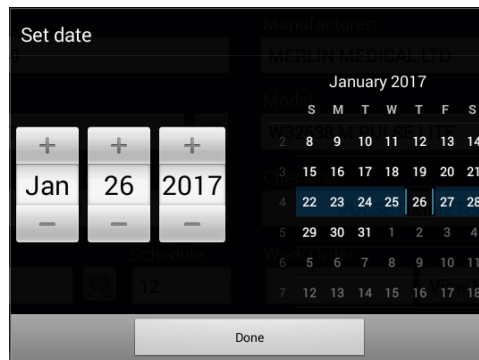 Set date
Manufacturer:
MERLIN MEDICAL LTD
January 2017
Model
S M T W T F S
2 8 9 10 11 12 13 14
3 15 16 17 18 19 20 21
4 22 23 24 25 26 27 28
5 29 30 31 1 2 3 4
6 5 6 7 8 9 10 11
7 12 13 14 15 16 17 18
+ + +
Jan 26 2017
- - -
Schedule:
12
Done